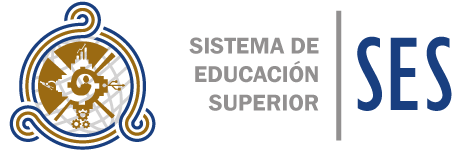 SISTEMA DE
EDUCACIÓN
SUPERIOR
SES